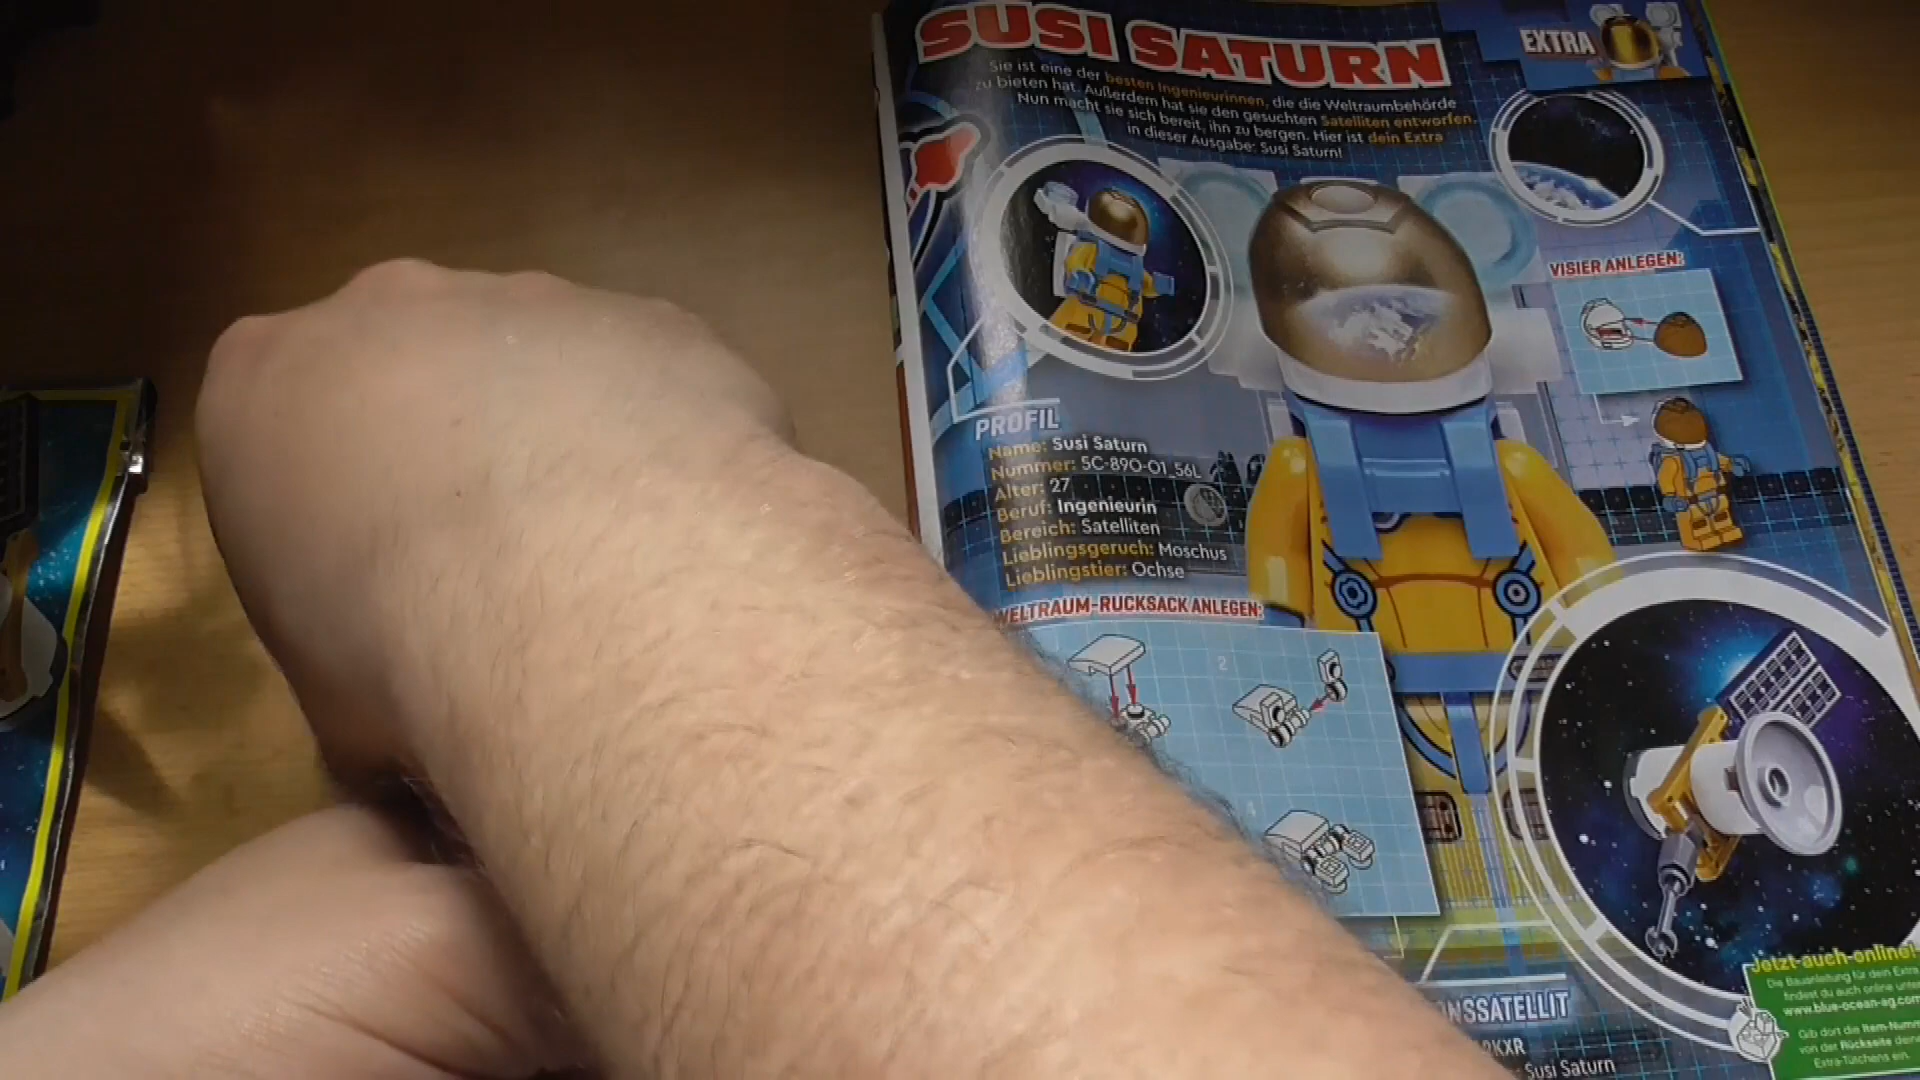 SUSI SATURN
EXTRA
Sie ist eine der besten Ingenieurinnen, die die Weltraumbehörde
zu bieten hat. Außerdem hat sie den gesuchten Satelliten entworfen.
Nun macht sie sich bereit, ihn zu bergen. Hier ist dein Extra
in dieser Ausgabe: Susi Saturn!
VISIER ANLEGEN:
PROFIL
Name: Susi Saturn
Nummer: SC-890-01_56L
Alter: 27
Beruf: Ingenieurin
Bereich: Satelliten
Lieblingsgeruch: Moschus
Lieblingstier: Ochse
WELTRAUM-RUCKSACK ANLEGEN:
2
4
NSSATELLIT
KXR
Susi Saturn
Jetzt auch online!
Die Bauanleitung für dein Extra
findest du auch online unter
www.blue-ocean-ag.com
Gib dort die Item-Numm
von der Rückseite deine
Extra-Tütchens ein.